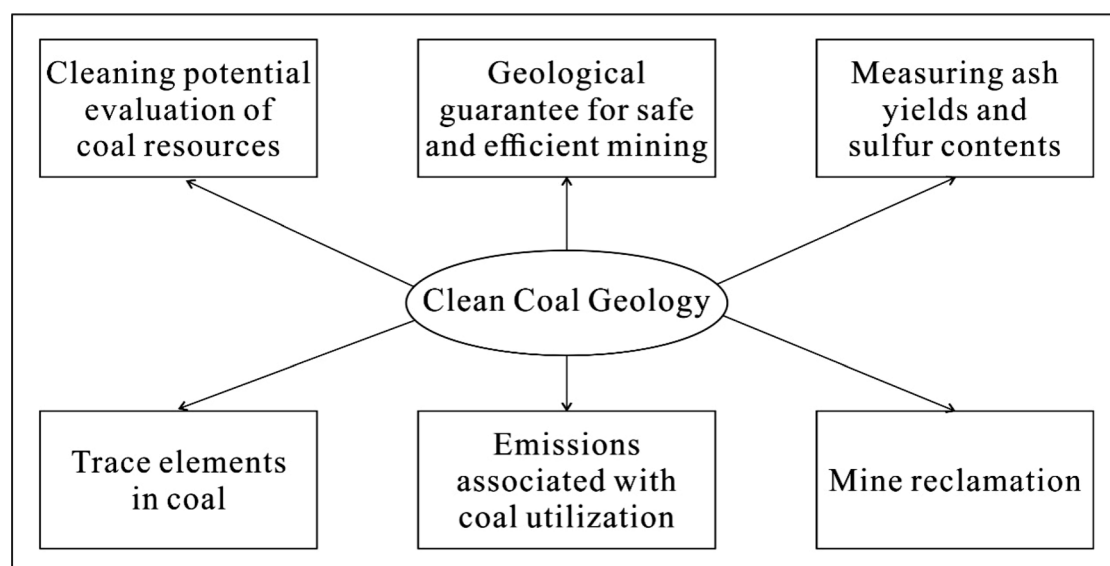 Cleaning potential
evaluation of
coal resources
Geological
guarantee for safe
and efficient mining
Measuring ash
yields and
sulfur contents
Clean Coal Geology
Trace elements
in coal
Emissions
associated with
coal utilization
Mine reclamation